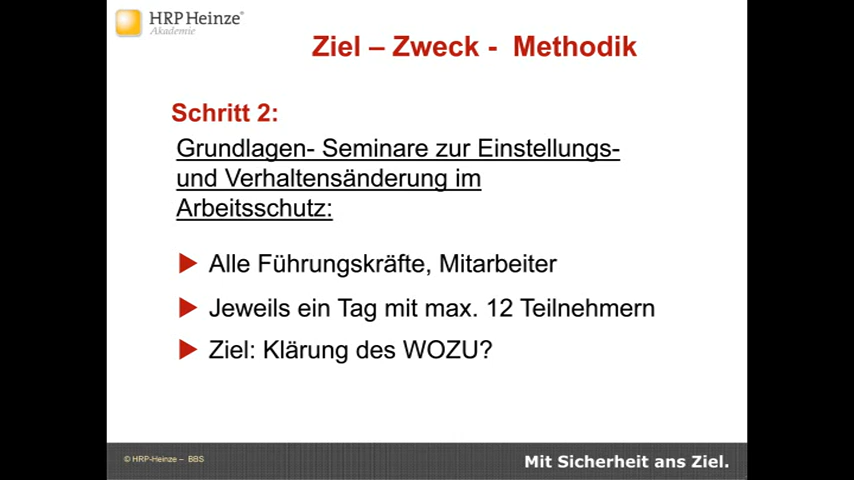 HRP Heinze®
Akademie
Ziel – Zweck - Methodik
Schritt 2:
Grundlagen- Seminare zur Einstellungs-
und Verhaltensänderung im
Arbeitsschutz:
Alle Führungskräfte, Mitarbeiter
Jeweils ein Tag mit max. 12 Teilnehmern
Ziel: Klärung des WOZU?
© HRP-Heinze – BBS
Mit Sicherheit ans Ziel.